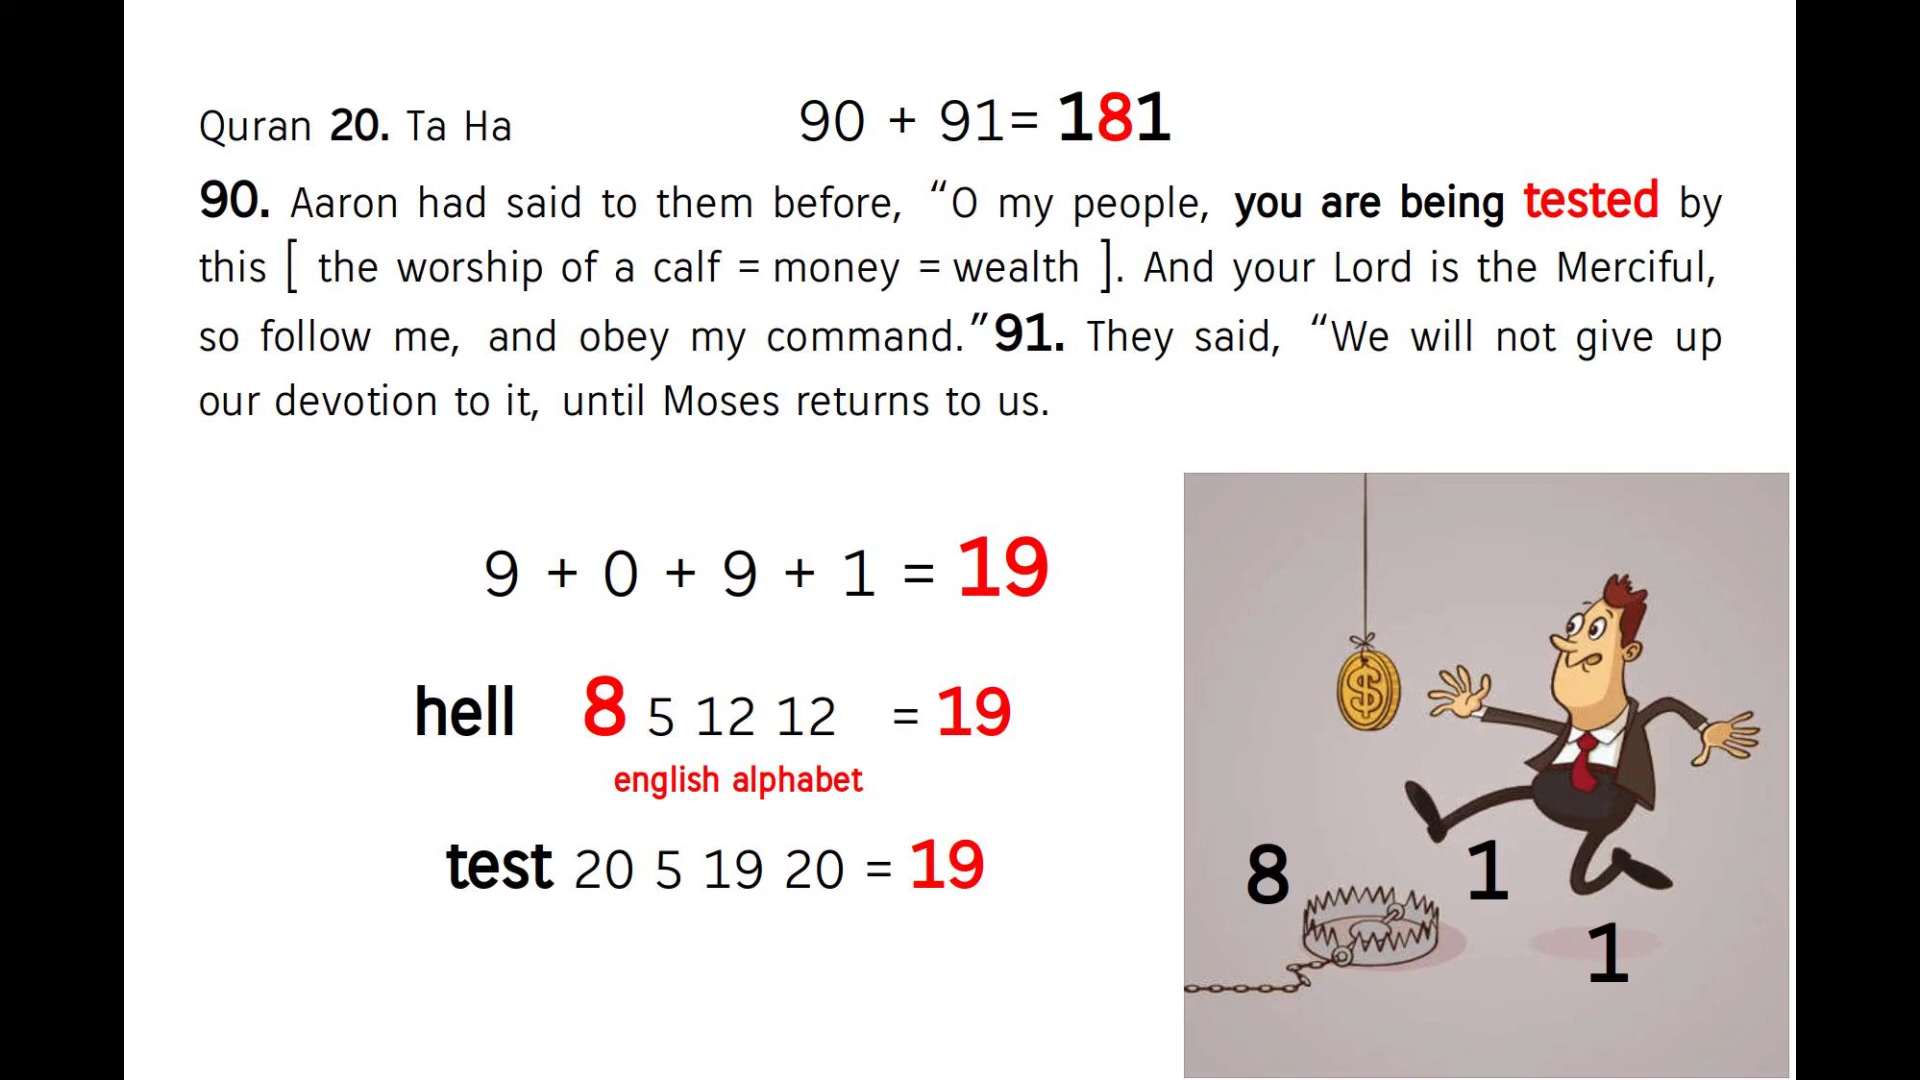 Quran 20. Ta Ha 90 + 91= 181
90. Aaron had said to them before, “O my people, you are being tested by
this [ the worship of a calf = money = wealth ]. And your Lord is the Merciful,
so follow me, and obey my command.”91. They said, “We will not give up
our devotion to it, until Moses returns to us.
9 + 0 + 9 + 1 = 19
hell 8 5 12 12 = 19
english alphabet
test 20 5 19 20 = 19
$
8 1
1